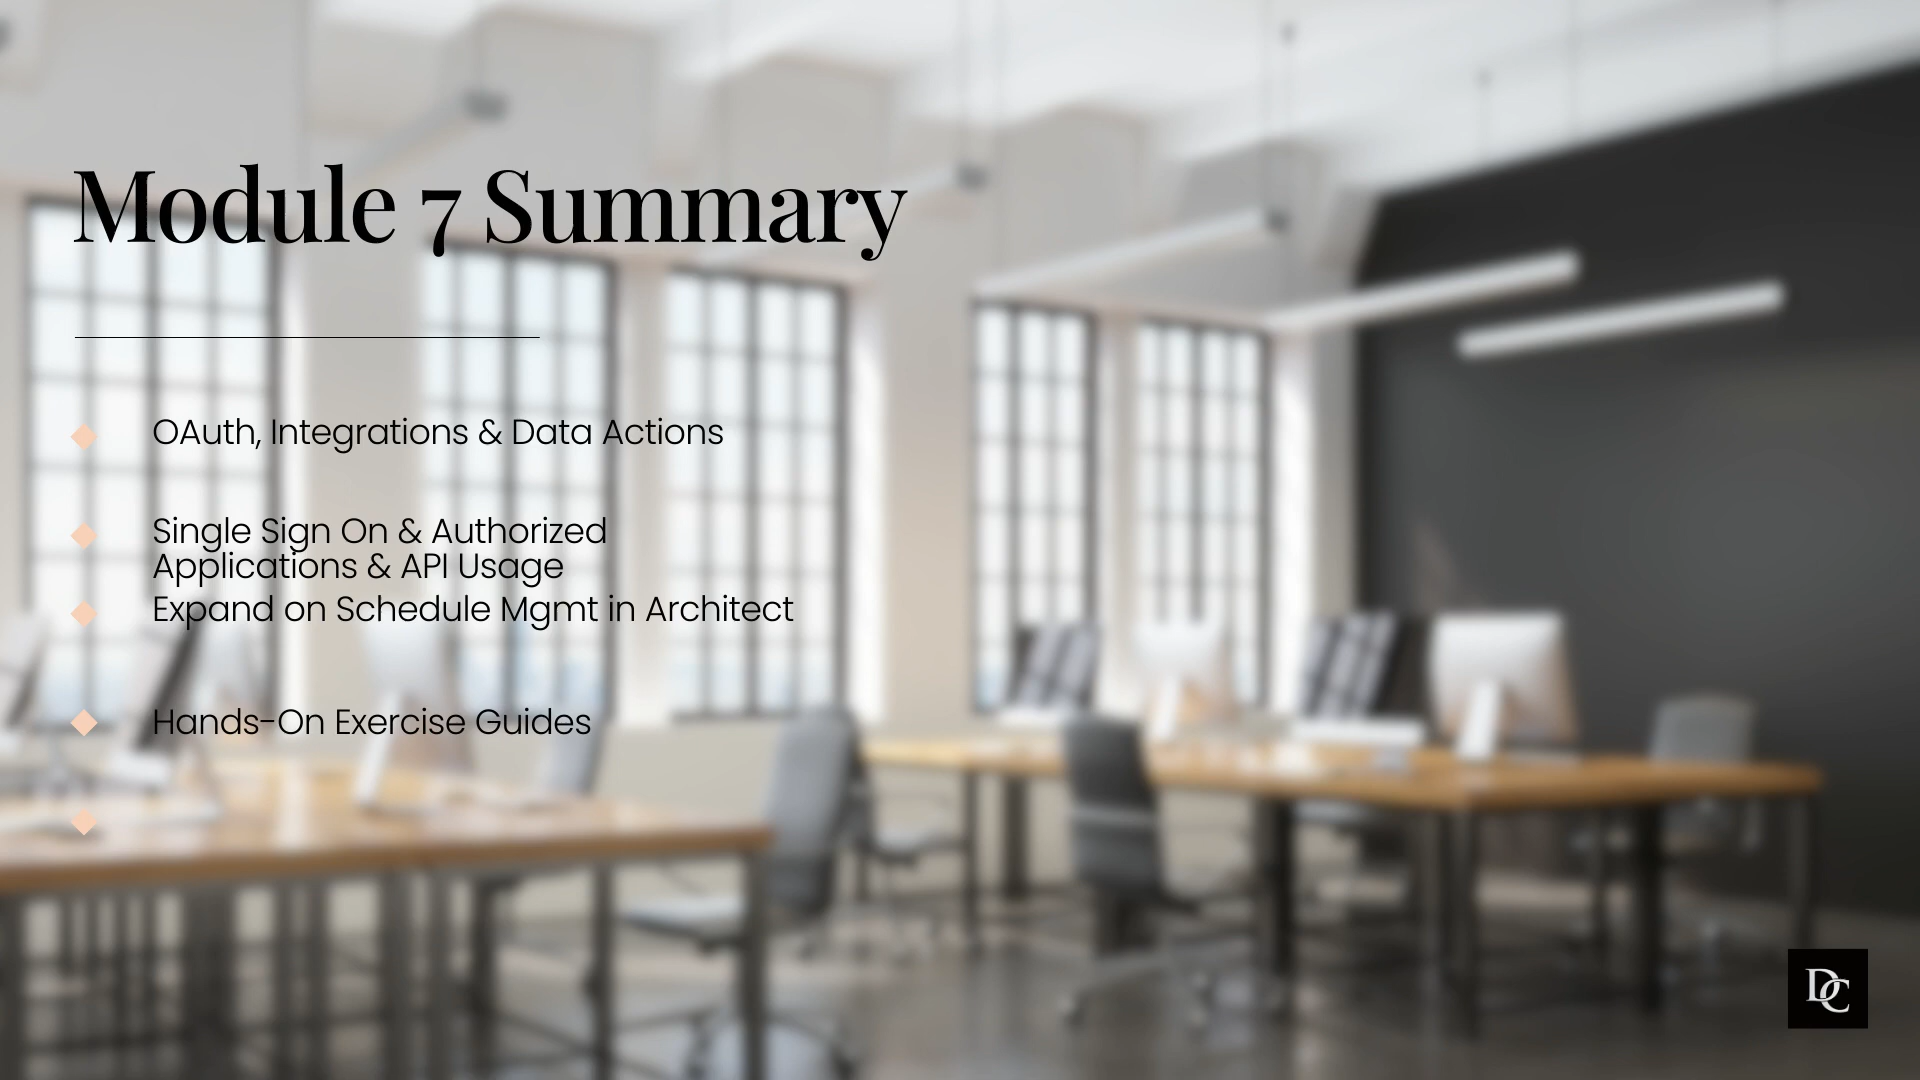 Module 7 Summary
OAuth, Integrations & Data Actions
Single Sign On & Authorized
Applications & API Usage
Expand on Schedule Mgmt in Architect
Hands-On Exercise Guides
DC